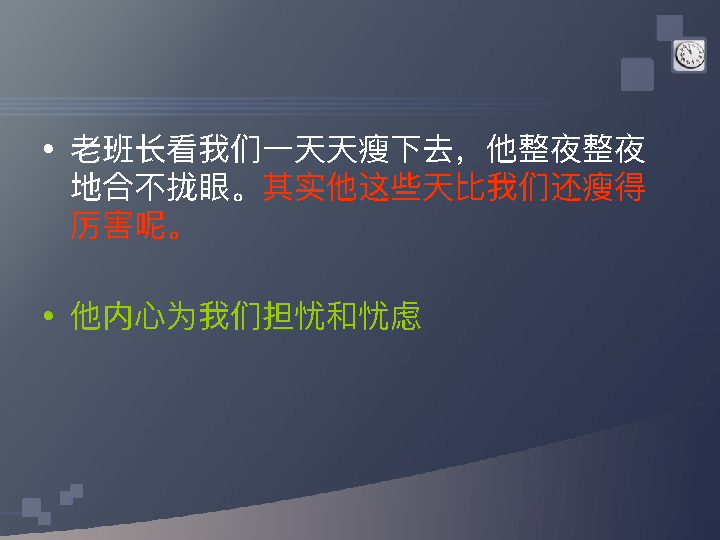 • 老班长看我们一天天瘦下去，他整夜整夜
地合不拢眼。其实他这些天比我们还瘦得
厉害呢。
• 他内心为我们担忧和忧虑